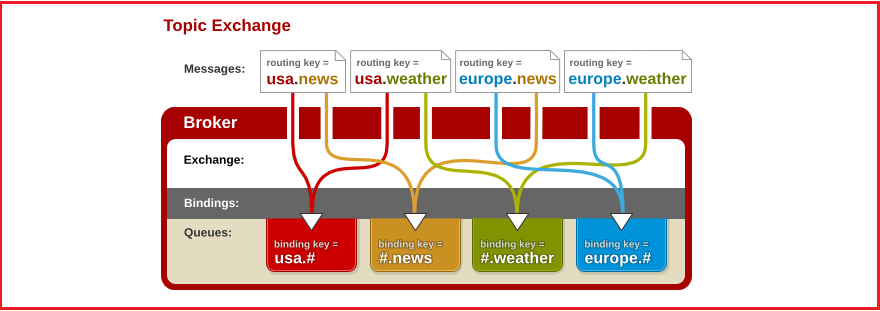 Topic Exchange
Messages:
routing key =
usa.news
routing key =
usa.weather
routing key =
europe.news
routing key =
europe.weather
Broker
Exchange:
Bindings:
Queues:
binding key =
usa.#
binding key =
#.news
binding key =
#.weather
binding key =
europe.#